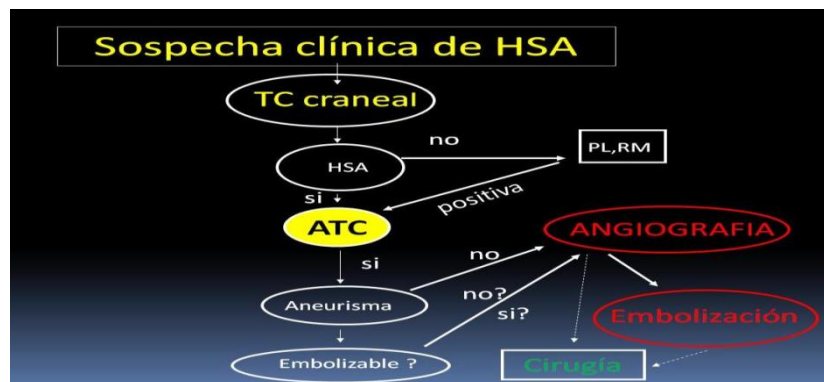 Sospecha clínica de HSA
TC craneal
no
HSA
PL,RM
si
positiva
ATC
ANGIOGRAFIA
si
no
Aneurisma
no?
si?
Embolización
Embolizable ?
Cirugía